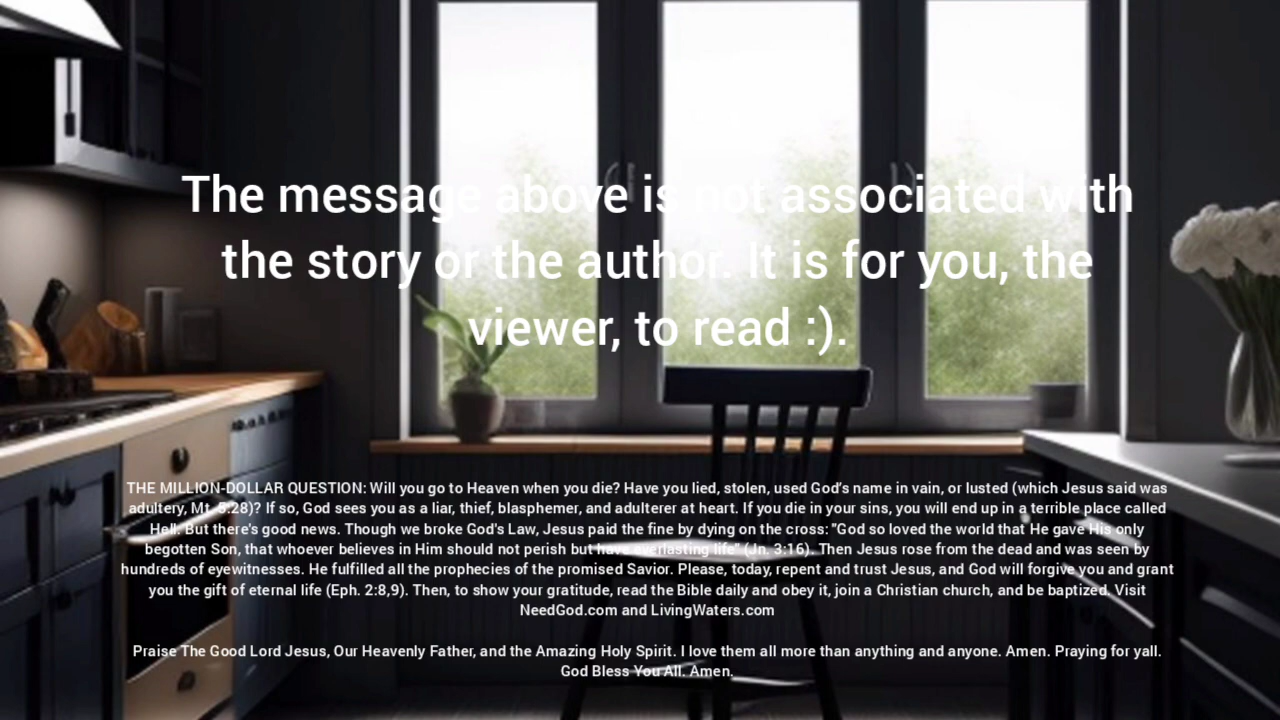 The message above is not associated with
the story or the author. It is for you, the
viewer, to read :).
THE MILLION-DOLLAR QUESTION: Will you go to Heaven when you die? Have you lied, stolen, used God's name in vain, or lusted (which Jesus said was
adultery, Mt. 5:28)? If so, God sees you as a liar, thief, blasphemer, and adulterer at heart. If you die in your sins, you will end up in a terrible place called
Hell. But there's good news. Though we broke God's Law, Jesus paid the fine by dying on the cross: "God so loved the world that He gave His only
begotten Son, that whoever believes in Him should not perish but have everlasting life" (Jn. 3:16). Then Jesus rose from the dead and was seen by
hundreds of eyewitnesses. He fulfilled all the prophecies of the promised Savior. Please, today, repent and trust Jesus, and God will forgive you and grant
you the gift of eternal life (Eph. 2:8,9). Then, to show your gratitude, read the Bible daily and obey it, join a Christian church, and be baptized. Visit
NeedGod.com and LivingWaters.com
Praise The Good Lord Jesus, Our Heavenly Father, and the Amazing Holy Spirit. I love them all more than anything and anyone. Amen. Praying for yall.
God Bless You All. Amen.